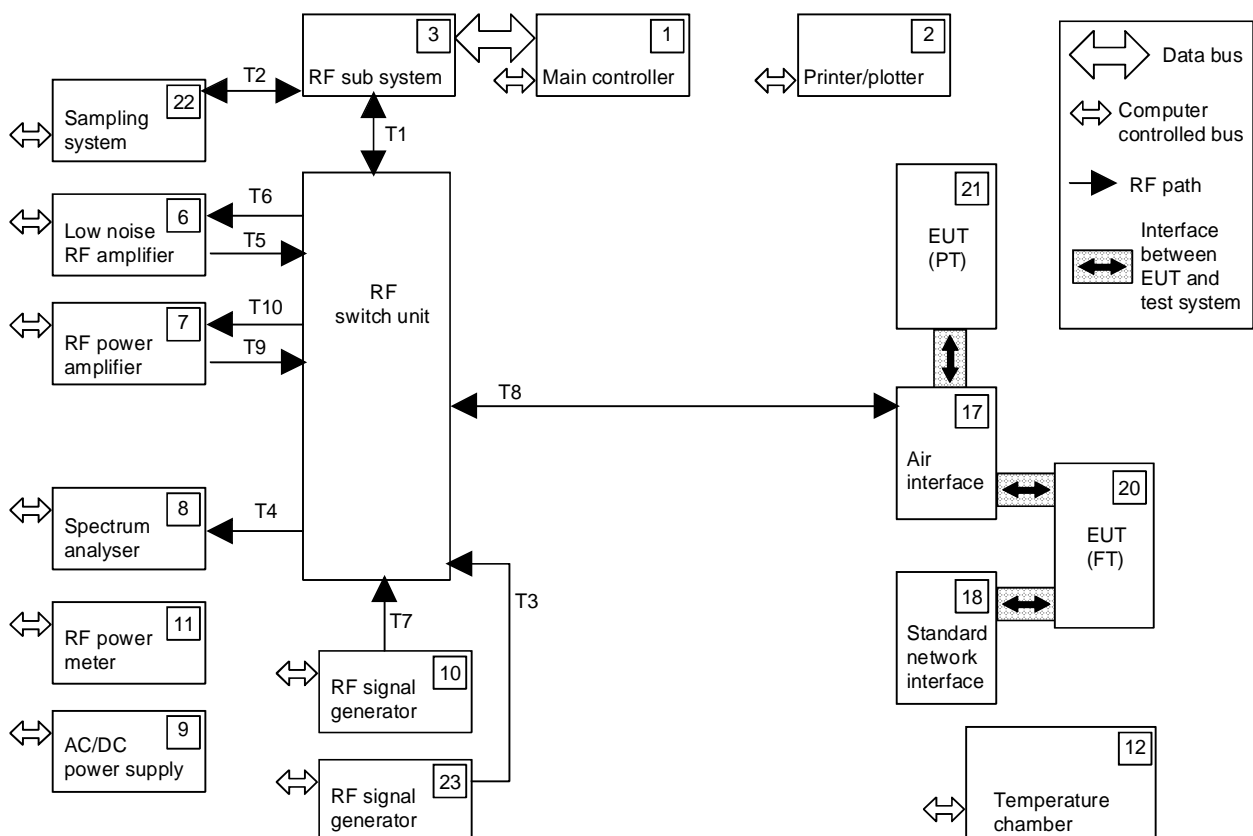 3
RF sub system
1
Main controller
2
Printer/plotter
Data bus
Computer
controlled bus
RF path
Interface
between
EUT and
test system
T2
22
Sampling
system
T1
T6
6
Low noise
RF amplifier
T5
T10
7
RF power
amplifier
T9
RF
switch unit
21
EUT
(PT)
T8
17
Air
interface
20
EUT
(FT)
8
Spectrum
analyser
T4
18
Standard
network
interface
11
RF power
meter
T7
T3
10
RF signal
generator
9
AC/DC
power supply
23
RF signal
generator
12
Temperature
chamber